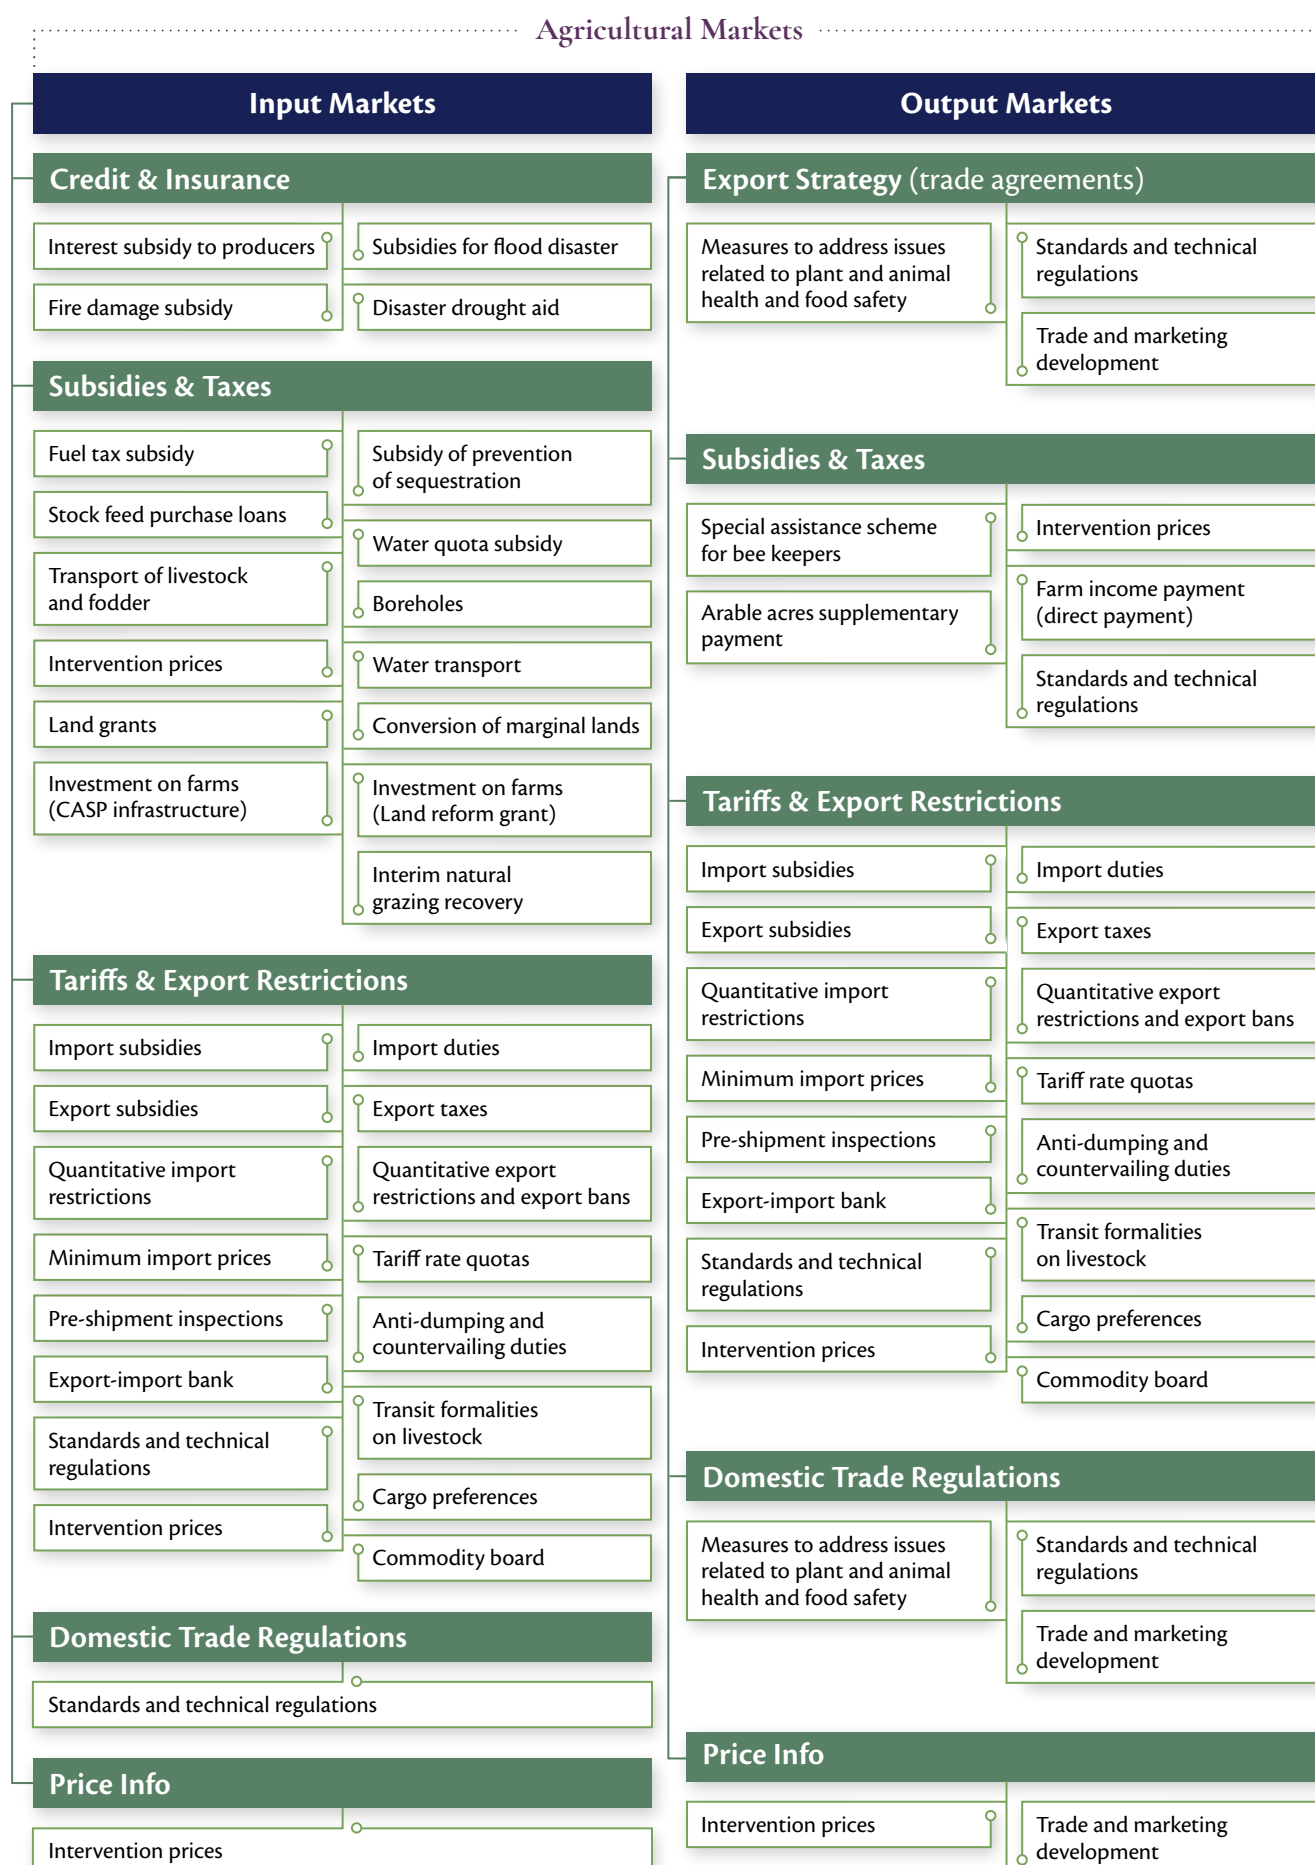 Agricultural Markets
Input Markets
Credit & Insurance
Interest subsidy to producers
Subsidies for flood disaster
Fire damage subsidy
Disaster drought aid
Subsidies & Taxes
Fuel tax subsidy
Stock feed purchase loans
Transport of livestock
and fodder
Intervention prices
Land grants
Investment on farms
(CASP infrastructure)
Subsidy of prevention
of sequestration
Water quota subsidy
Boreholes
Water transport
Conversion of marginal lands
Investment on farms
(Land reform grant)
Interim natural
grazing recovery
Tariffs & Export Restrictions
Import subsidies
Export subsidies
Quantitative import
restrictions
Minimum import prices
Pre-shipment inspections
Export-import bank
Standards and technical
regulations
Intervention prices
Import duties
Export taxes
Quantitative export
restrictions and export bans
Tariff rate quotas
Anti-dumping and
countervailing duties
Transit formalities
on livestock
Cargo preferences
Commodity board
Domestic Trade Regulations
Standards and technical regulations
Price Info
Intervention prices
Output Markets
Export Strategy (trade agreements)
Measures to address issues
related to plant and animal
health and food safety
Standards and technical
regulations
Trade and marketing
development
Subsidies & Taxes
Special assistance scheme
for bee keepers
Arable acres supplementary
payment
Intervention prices
Farm income payment
(direct payment)
Standards and technical
regulations
Tariffs & Export Restrictions
Import subsidies
Export subsidies
Quantitative import
restrictions
Minimum import prices
Pre-shipment inspections
Export-import bank
Standards and technical
regulations
Intervention prices
Import duties
Export taxes
Quantitative export
restrictions and export bans
Tariff rate quotas
Anti-dumping and
countervailing duties
Transit formalities
on livestock
Cargo preferences
Commodity board
Domestic Trade Regulations
Measures to address issues
related to plant and animal
health and food safety
Standards and technical
regulations
Trade and marketing
development
Price Info
Intervention prices
Trade and marketing
development